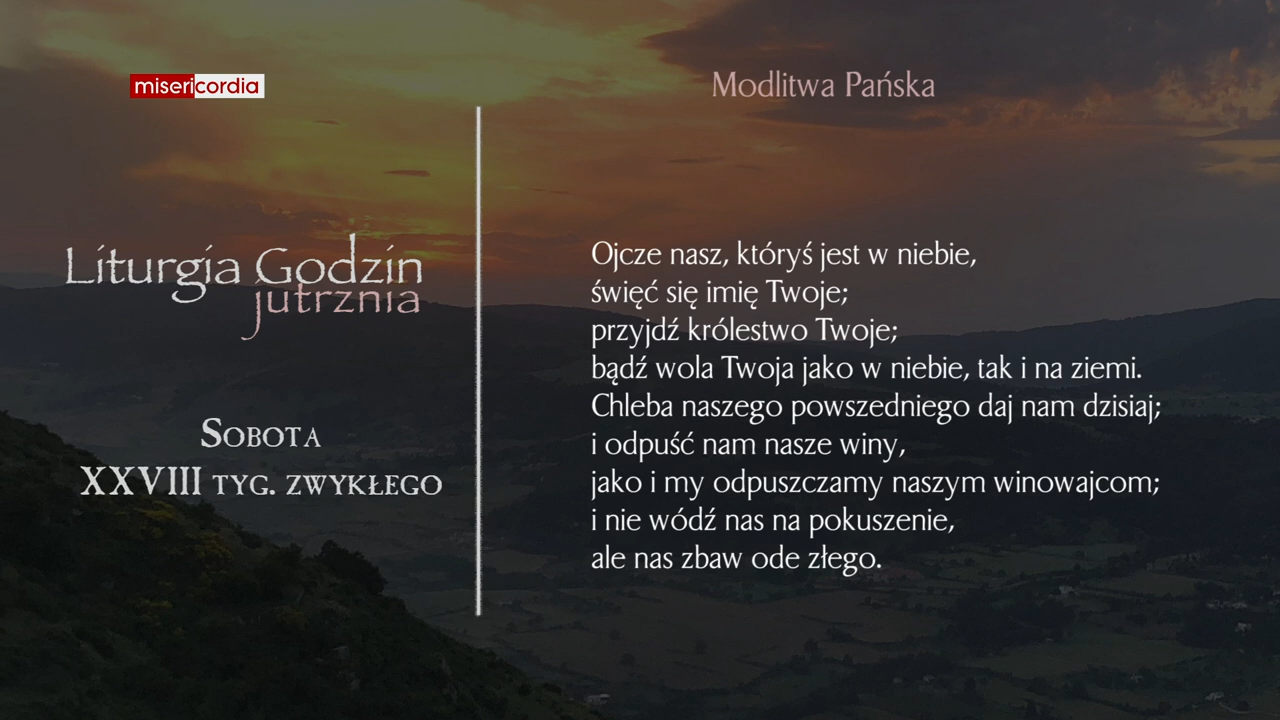 misericordia
Liturgia Godzin
jutrznia
Sobota
XXVIII tyg. zwykłego
Modlitwa Pańska
Ojcze nasz, któryś jest w niebie,
święć się imię Twoje;
przyjdź królestwo Twoje;
bądź wola Twoja jako w niebie, tak i na ziemi.
Chleba naszego powszedniego daj nam dzisiaj;
i odpuść nam nasze winy,
jako i my odpuszczamy naszym winowajcom;
i nie wódź nas na pokuszenie,
ale nas zbaw ode złego.